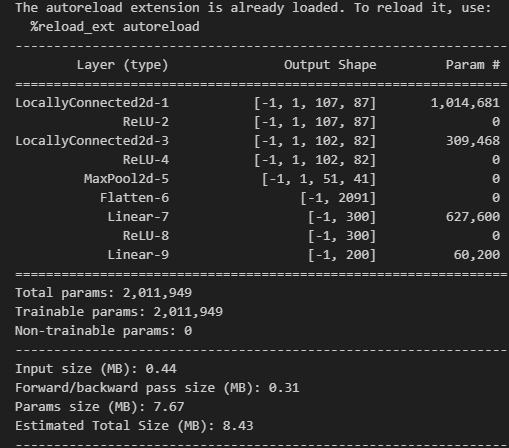 The autoreload extension is already loaded. To reload it, use:
  %reload_ext autoreload
----------------------------------------------------------------
        Layer (type)               Output Shape         Param #
================================================================
LocallyConnected2d-1           [-1, 1, 107, 87]       1,014,681
              ReLU-2           [-1, 1, 107, 87]               0
LocallyConnected2d-3           [-1, 1, 102, 82]         309,468
              ReLU-4           [-1, 1, 102, 82]               0
         MaxPool2d-5            [-1, 1, 51, 41]               0
           Flatten-6                 [-1, 2091]               0
            Linear-7                  [-1, 300]         627,600
              ReLU-8                  [-1, 300]               0
            Linear-9                  [-1, 200]          60,200
================================================================
Total params: 2,011,949
Trainable params: 2,011,949
Non-trainable params: 0
----------------------------------------------------------------
Input size (MB): 0.44
Forward/backward pass size (MB): 0.31
Params size (MB): 7.67
Estimated Total Size (MB): 8.43
----------------------------------------------------------------